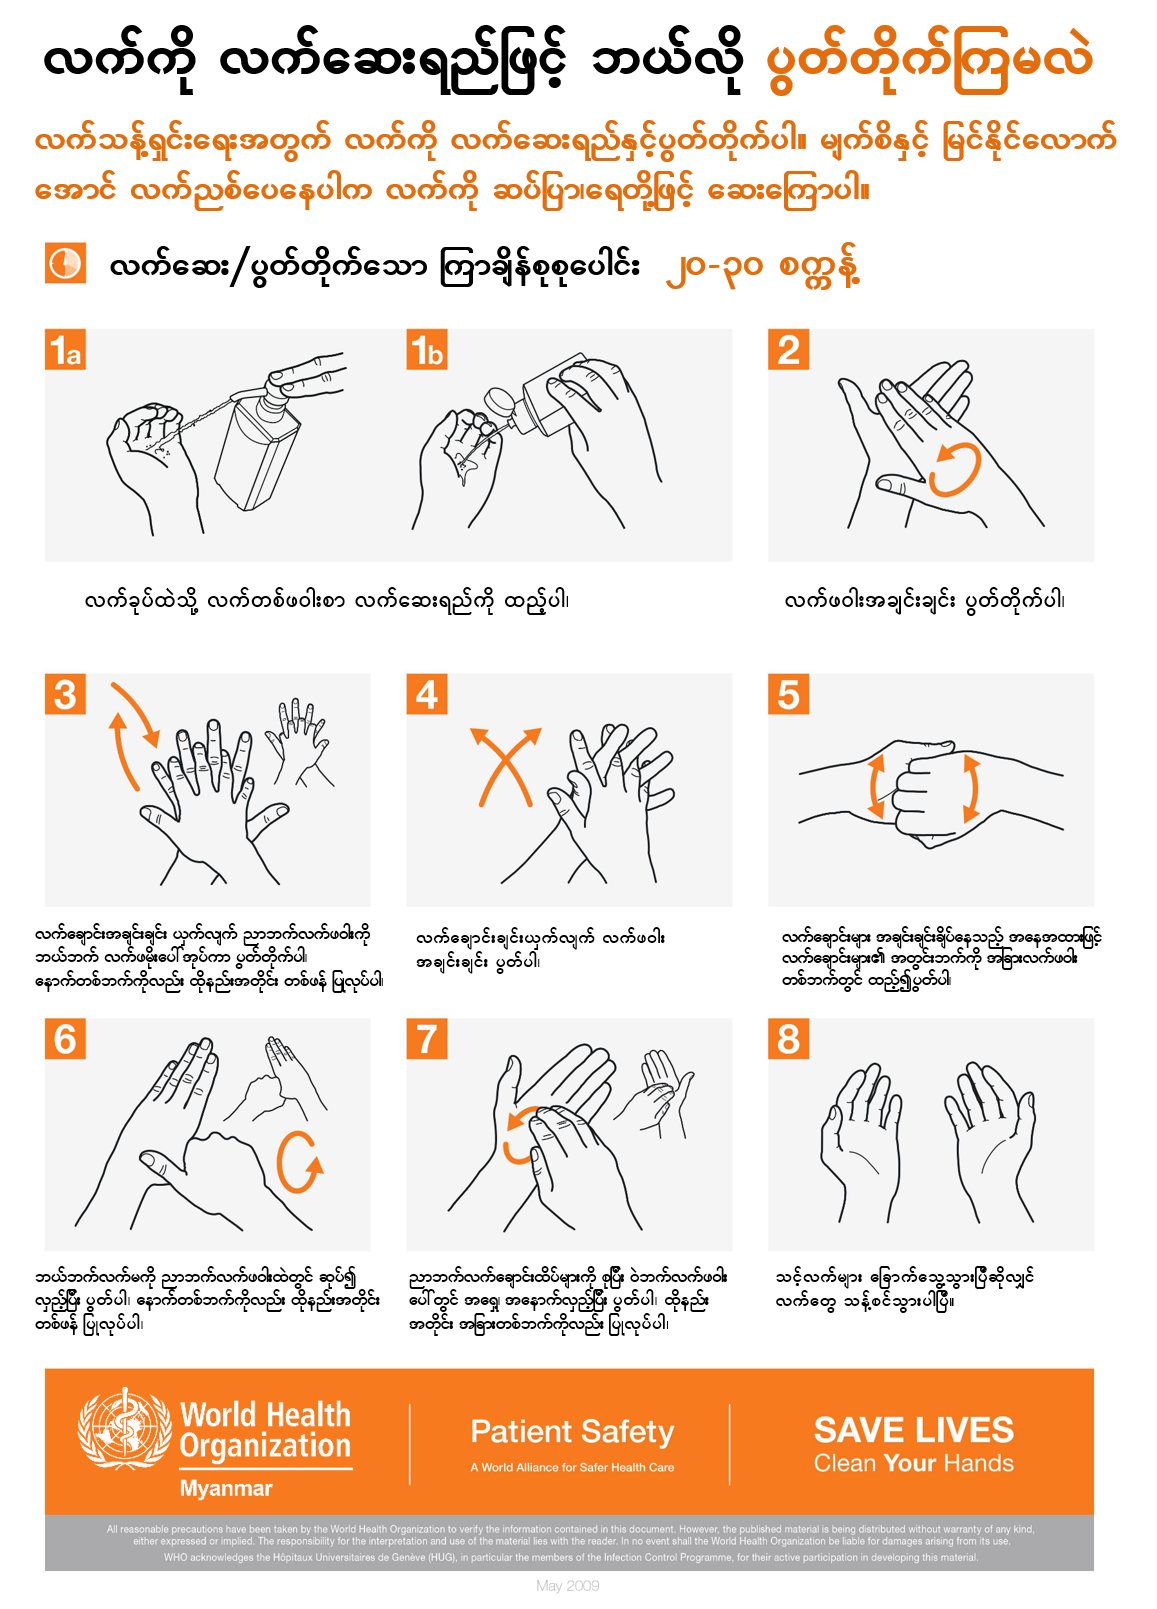 လက်ကို လက်ဆေးရည်ဖြင့် ဘယ်လို ပွတ်တိုက်ကြမလဲ
လက်သန့်ရှင်းရေးအတွက် လက်ကို လက်ဆေးရည်နှင့်ပွတ်တိုက်ပါ။ မျက်စိနှင့် မြင်နိုင်လောက်
အောင် လက်ညစ်ပေနေပါက လက်ကို ဆပ်ပြာ၊ရေတို့ဖြင့် ဆေးကြောပါ။
လက်ဆေး/ပွတ်တိုက်သော ကြာချိန်စုစုပေါင်း ၂၀-၃၀ စက္ကန့်
1a
1b
2
လက်ခုပ်ထဲသို့ လက်တစ်ဖဝါးစာ လက်ဆေးရည်ကို ထည့်ပါ၊
လက်ဖဝါးအချင်းချင်း ပွတ်တိုက်ပါ၊
3
4
5
လက်ချောင်းအချင်းချင်း ယှက်လျက် ညာဘက်လက်ဖဝါးကို
ဘယ်ဘက် လက်ဖမိုးပေါ်အုပ်ကာ ပွတ်တိုက်ပါ၊
နောက်တစ်ဘက်ကိုလည်း ထိုနည်းအတိုင်း တစ်ဖန် ပြုလုပ်ပါ၊
လက်ချောင်းချင်းယှက်လျက် လက်ဖဝါး
အချင်းချင်း ပွတ်ပါ၊
လက်ချောင်းများ အချင်းချင်းချိပ်နေသည့် အနေအထားဖြင့်
လက်ချောင်းများ၏ အတွင်းဘက်ကို အခြားလက်ဖဝါး
တစ်ဘက်တွင် ထည့်၍ပွတ်ပါ၊
6
7
8
ဘယ်ဘက်လက်မကို ညာဘက်လက်ဖဝါးထဲတွင် ဆုပ်၍
လှည့်ပြီး ပွတ်ပါ၊ နောက်တစ်ဘက်ကိုလည်း ထိုနည်းအတိုင်း
တစ်ဖန် ပြုလုပ်ပါ၊
ညာဘက်လက်ချောင်းထိပ်များကို စုပြီး ဝဲဘက်လက်ဖဝါး
ပေါ်တွင် အရှေ့ အနောက်လှည့်ပြီး ပွတ်ပါ၊ ထိုနည်း
အတိုင်း အခြားတစ်ဘက်ကိုလည်း ပြုလုပ်ပါ၊
သင့်လက်များ ခြောက်သွေ့သွားပြီဆိုလျှင်
လက်တွေ သန့်စင်သွားပါပြီ။
World Health
Organization
Myanmar
Patient Safety
A World Alliance for Safer Health Care
SAVE LIVES
Clean Your Hands
All reasonable precautions have been taken by the World Health Organization to verify the information contained in this document. However, the published material is being distributed without warranty of any kind,
either expressed or implied. The responsibility for the interpretation and use of the material lies with the reader. In no event shall the World Health Organization be liable for damages arising from its use.
WHO acknowledges the Hôpitaux Universitaires de Genève (HUG), in particular the members of the Infection Control Programme, for their active participation in developing this material.
May 2009